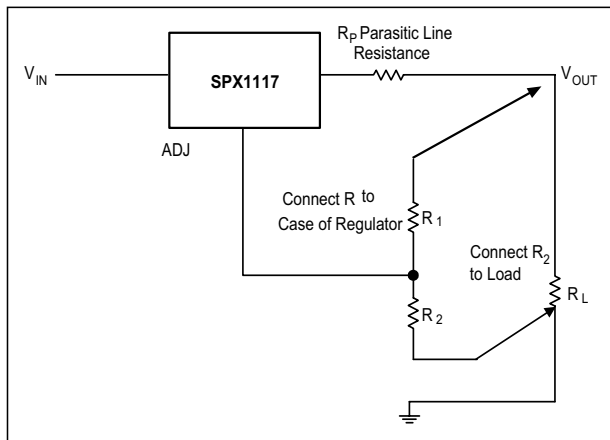 R_P Parasitic Line
Resistance
V_IN
SPX1117
V_OUT
ADJ
Connect R to
Case of Regulator
R_1
Connect R_2
to Load
R_L
R_2